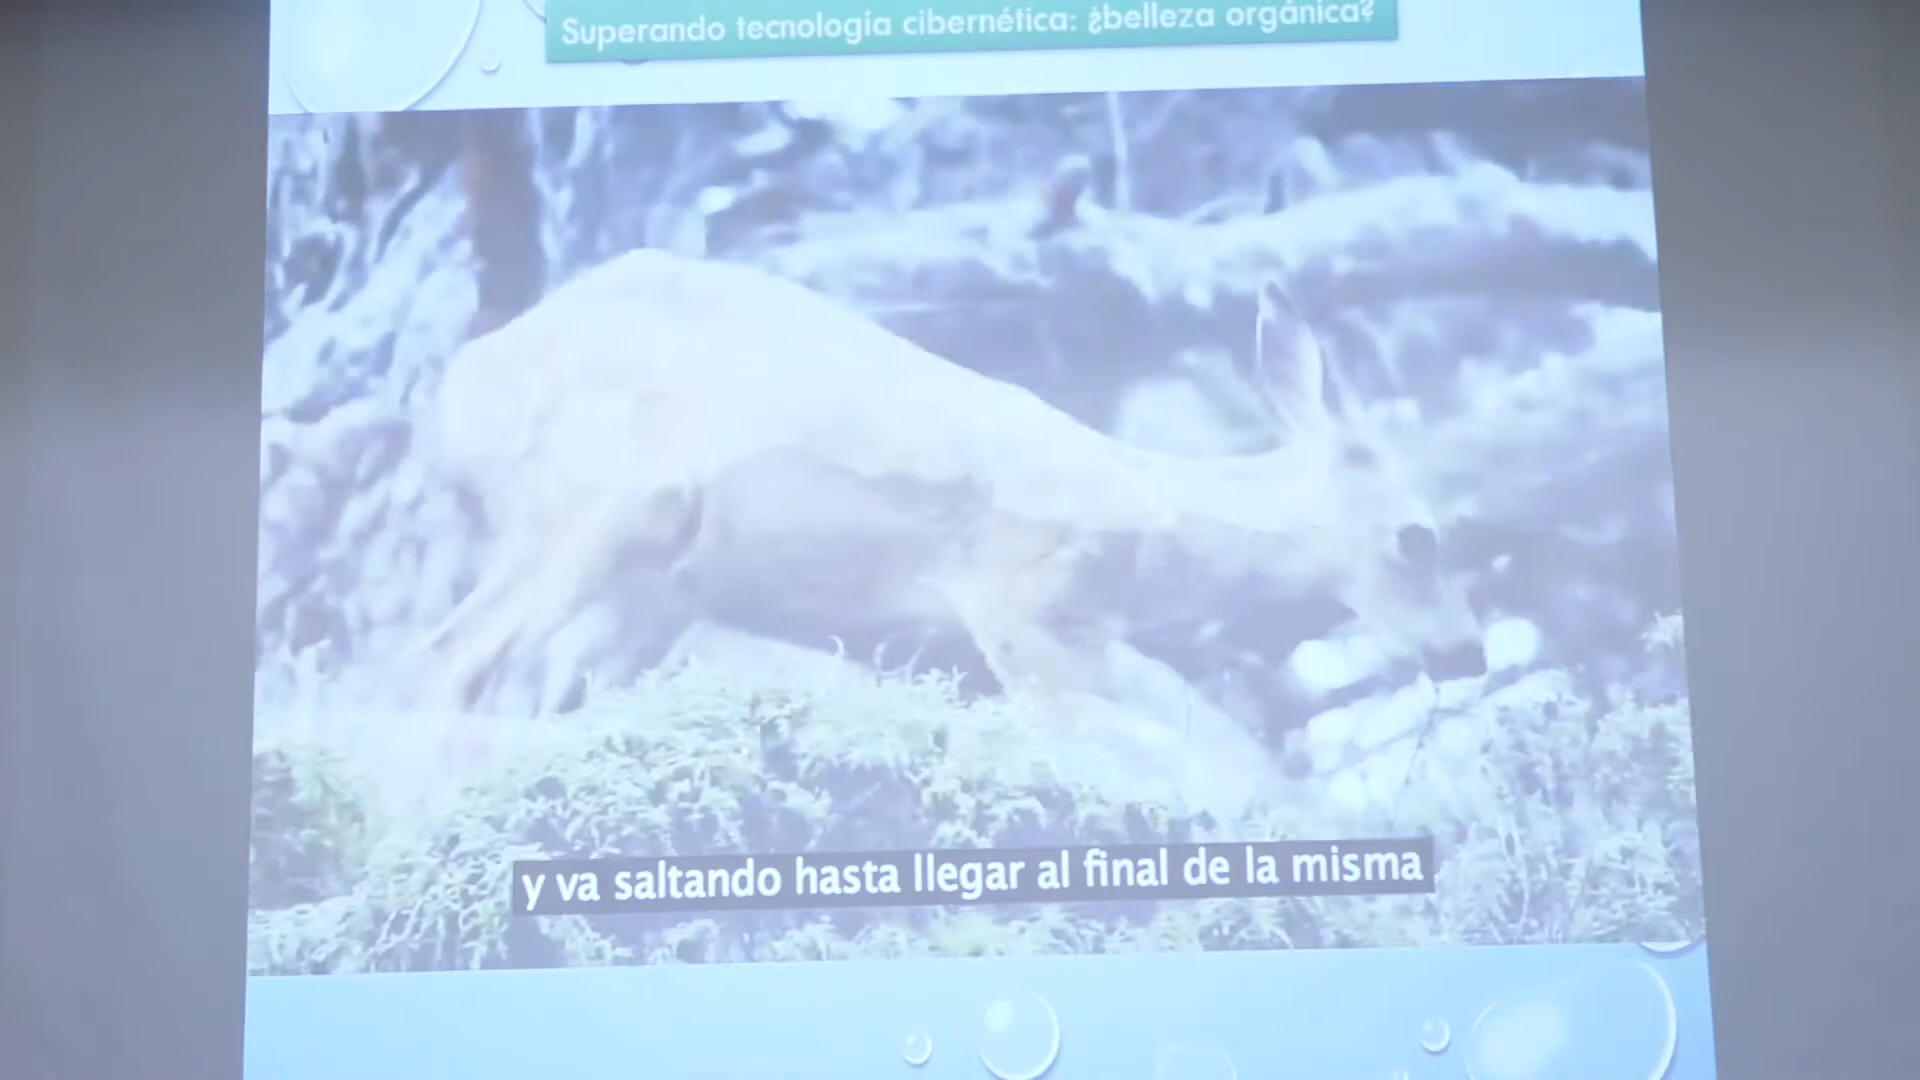 Superando tecnología cibernética: ¿belleza orgánica?
y va saltando hasta llegar al final de la misma